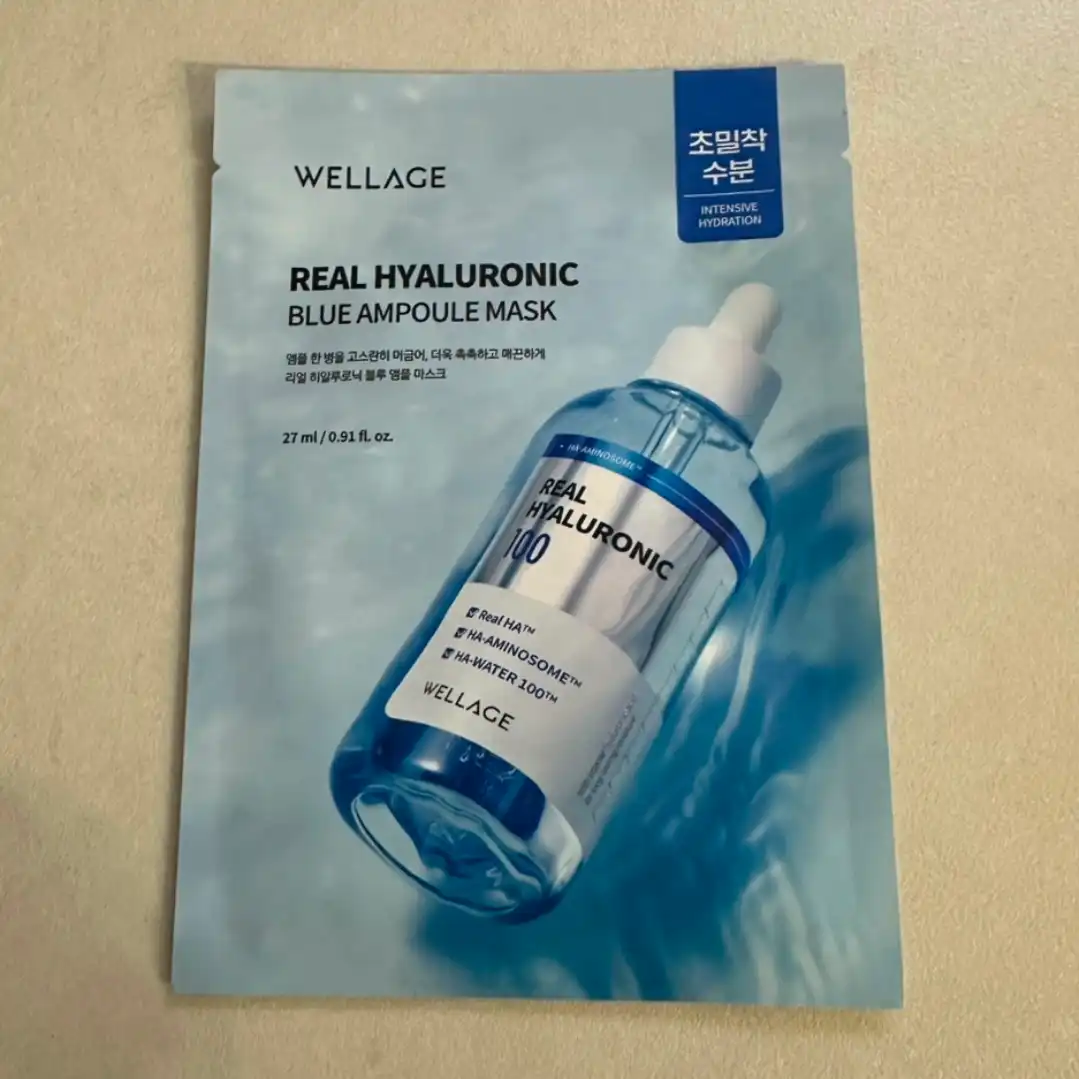 WELLAGE
초밀착
수분
INTENSIVE
HYDRATION
REAL HYALURONIC
BLUE AMPOULE MASK
앰플 한 병을 고스란히 머금어, 더욱 촉촉하고 매끈하게
리얼 히알루로닉 블루 앰플 마스크
27 ml / 0.91 fl. oz.
HA-AMINOSOME™
REAL
HYALURONIC
100
Real HA™
HA-AMINOSOME™
HA-WATER 100™
WELLAGE